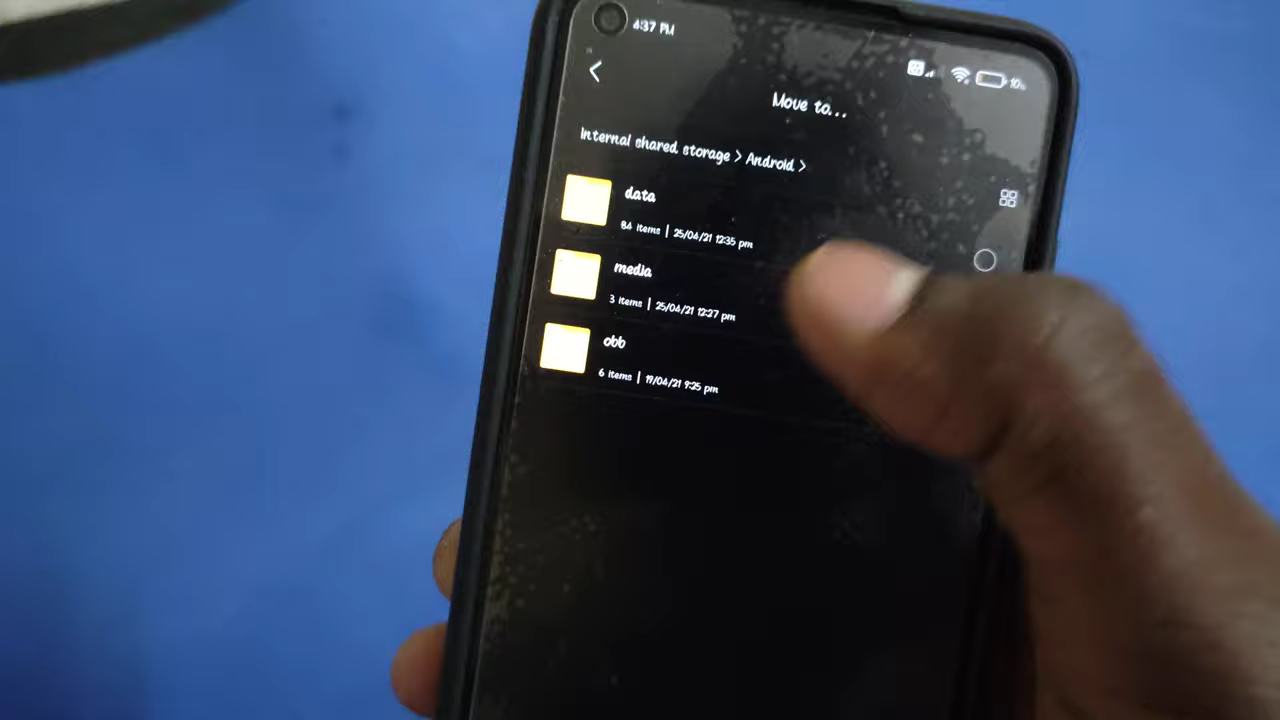 4:37 PM
10%
Move to...
Internal shared storage > Android >
data
84 items | 25/04/21 12:35 pm
media
3 items | 25/04/21 12:27 pm
obb
6 items | 19/04/21 9:25 pm